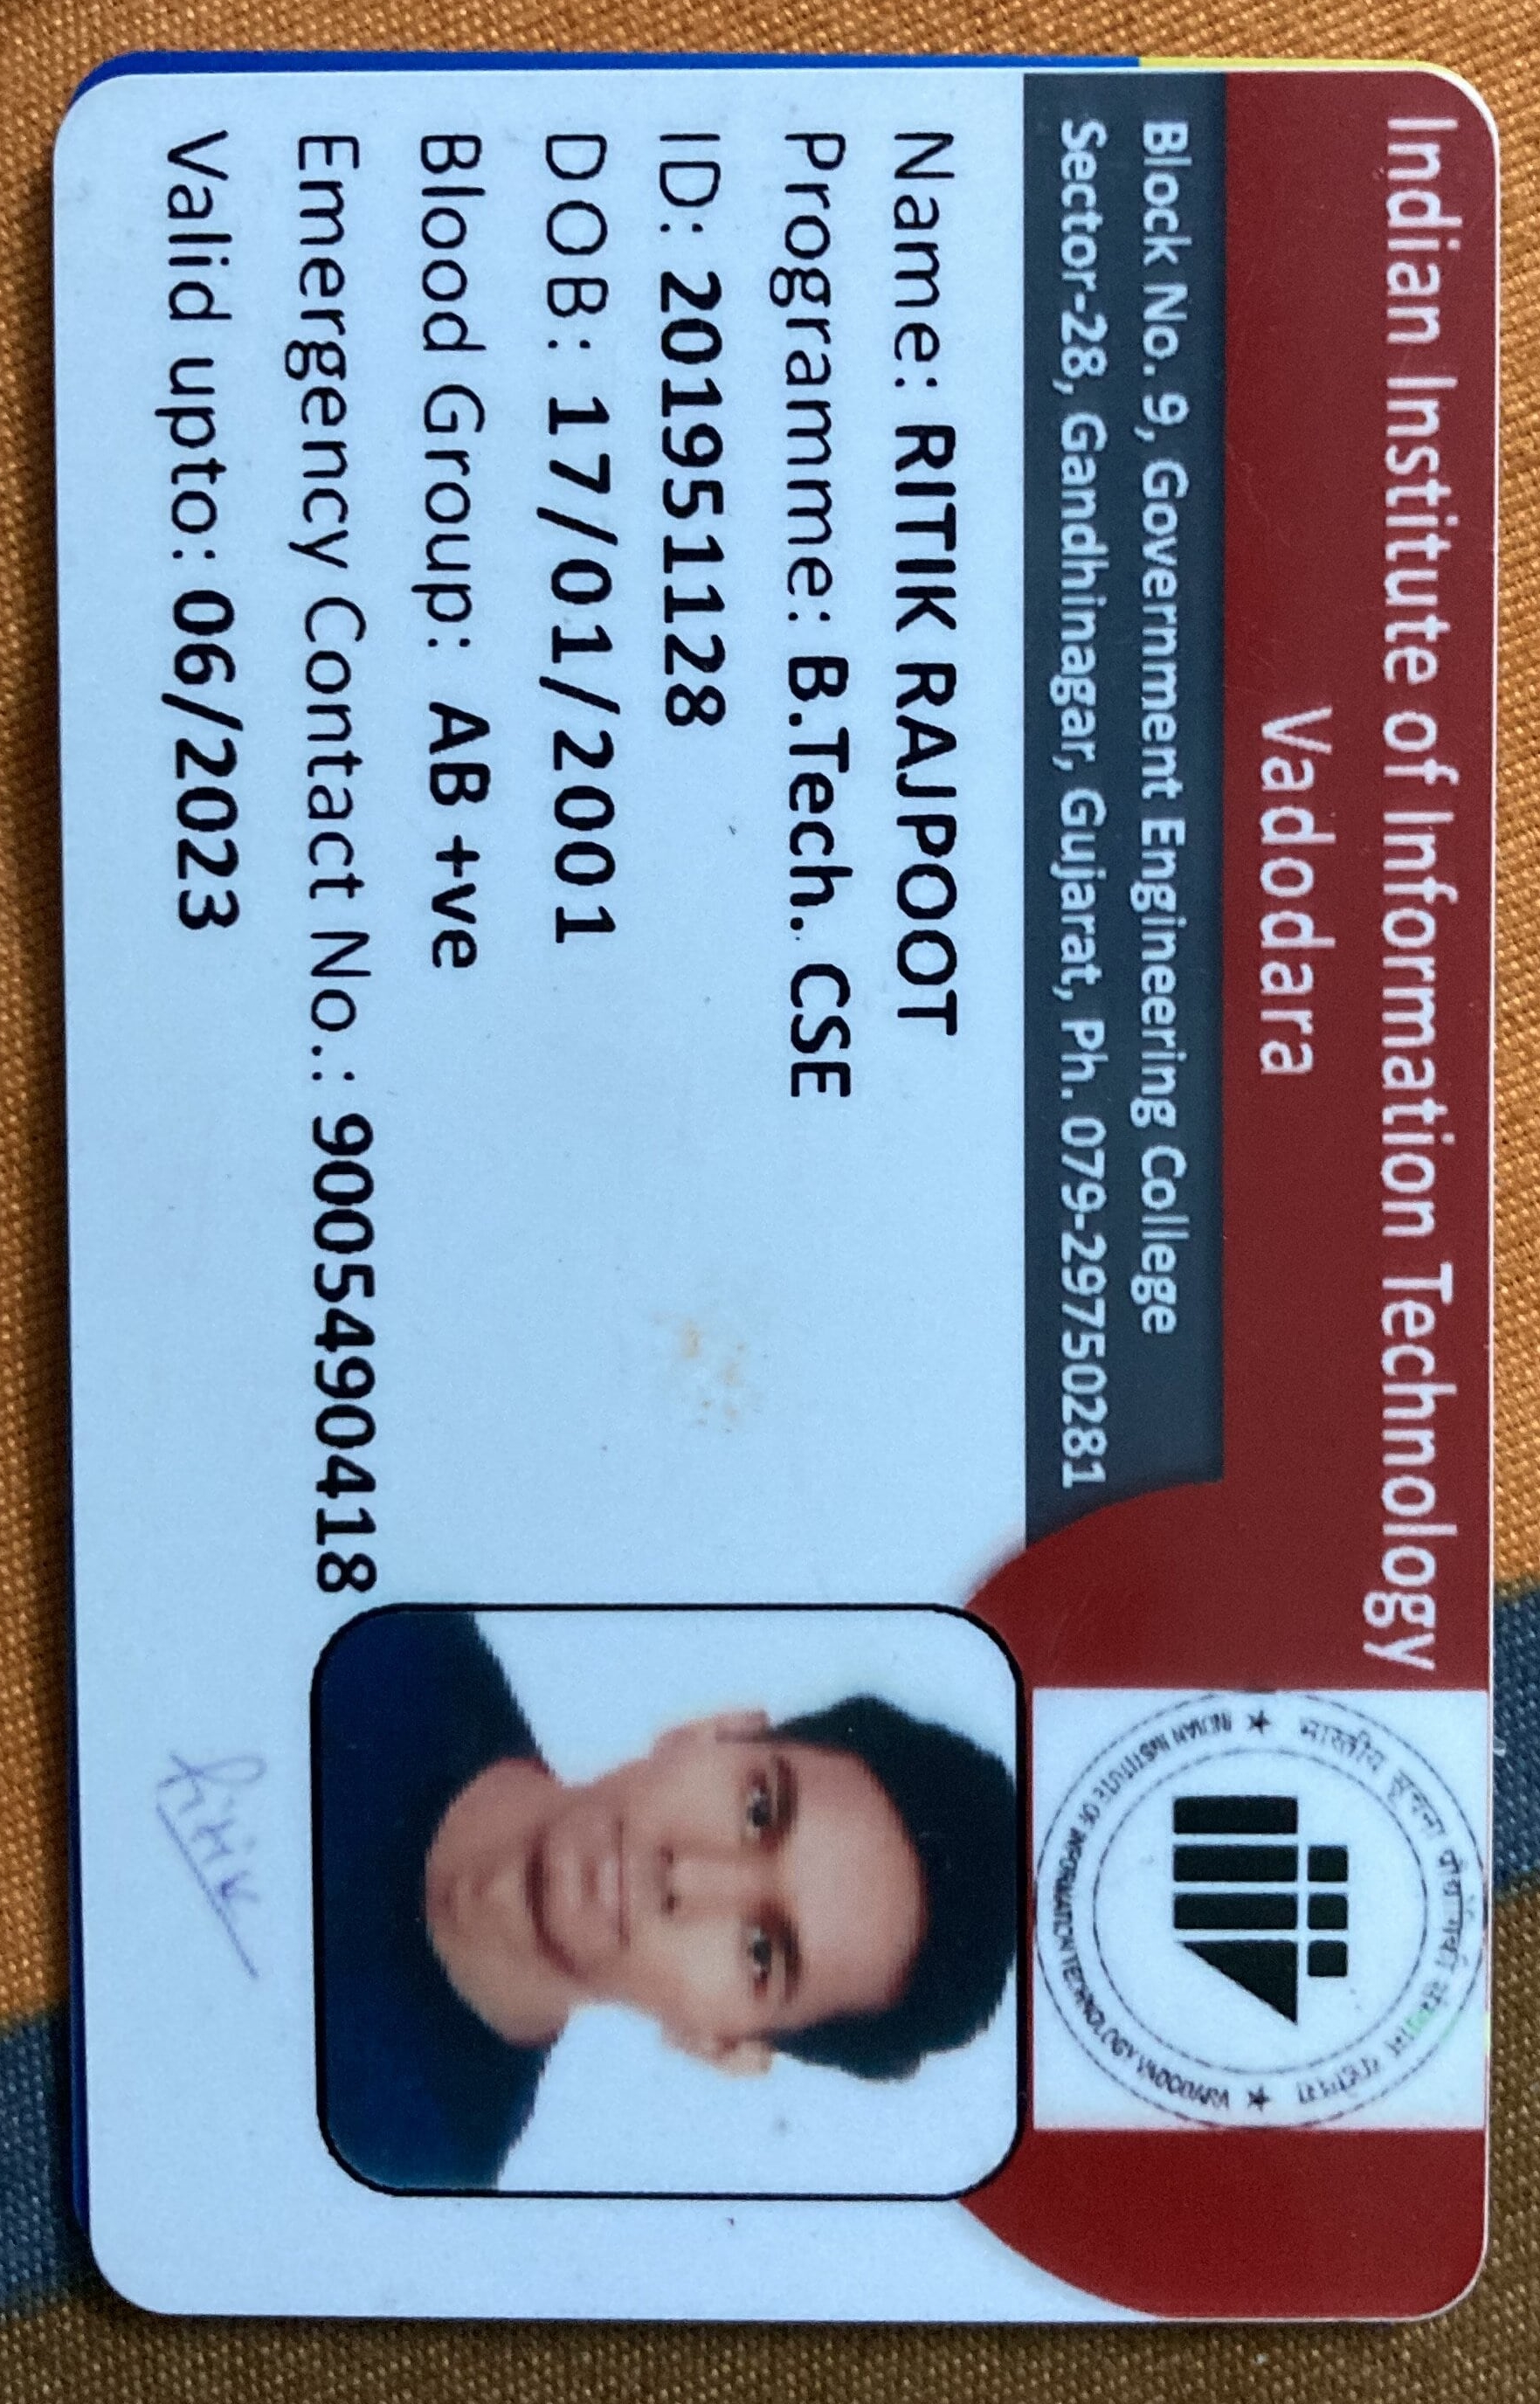 Indian Institute of Information Technology
Vadodara
Block No. 9, Government Engineering College
Sector-28, Gandhinagar, Gujarat, Ph. 079-29750281
भारतीय सूचना
INDIAN INSTITUTE OF INFORMATION TECHNOLOGY VADODARA
Name: RITIK RAJPOOT
Programme: B.Tech. CSE
ID: 201951128
DOB: 17/01/2001
Blood Group: AB +ve
Emergency Contact No.: 9005490418
Valid upto: 06/2023
Ritik